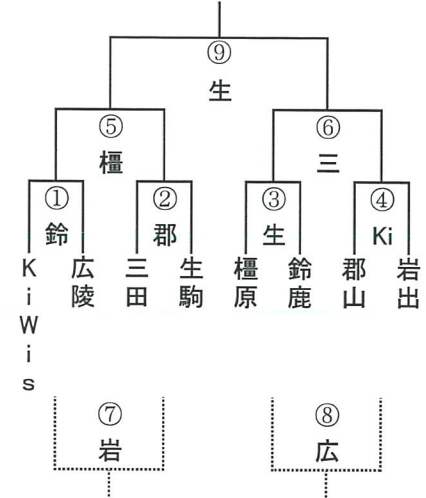 ⑨
生
⑤ ⑥
橿 三
① ② ③ ④
鈴 郡 生 Ki
KiWis 広陵 三田 生駒 橿原 鈴鹿 郡山 岩出
⑦ ⑧
岩 広